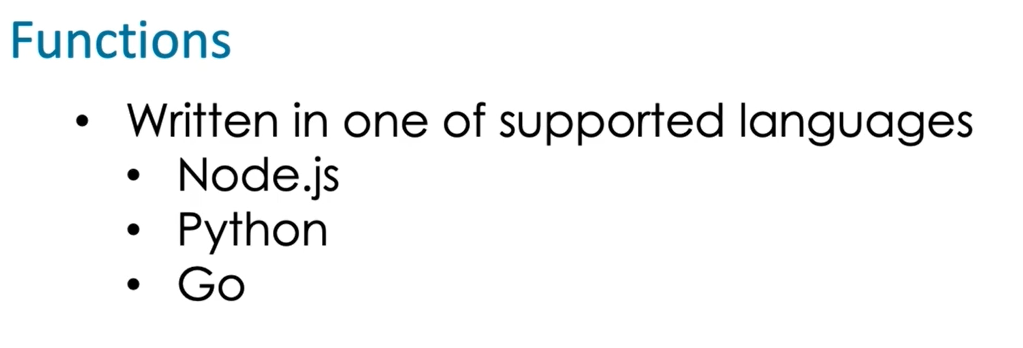 Functions
• Written in one of supported languages
• Node.js
• Python
• Go